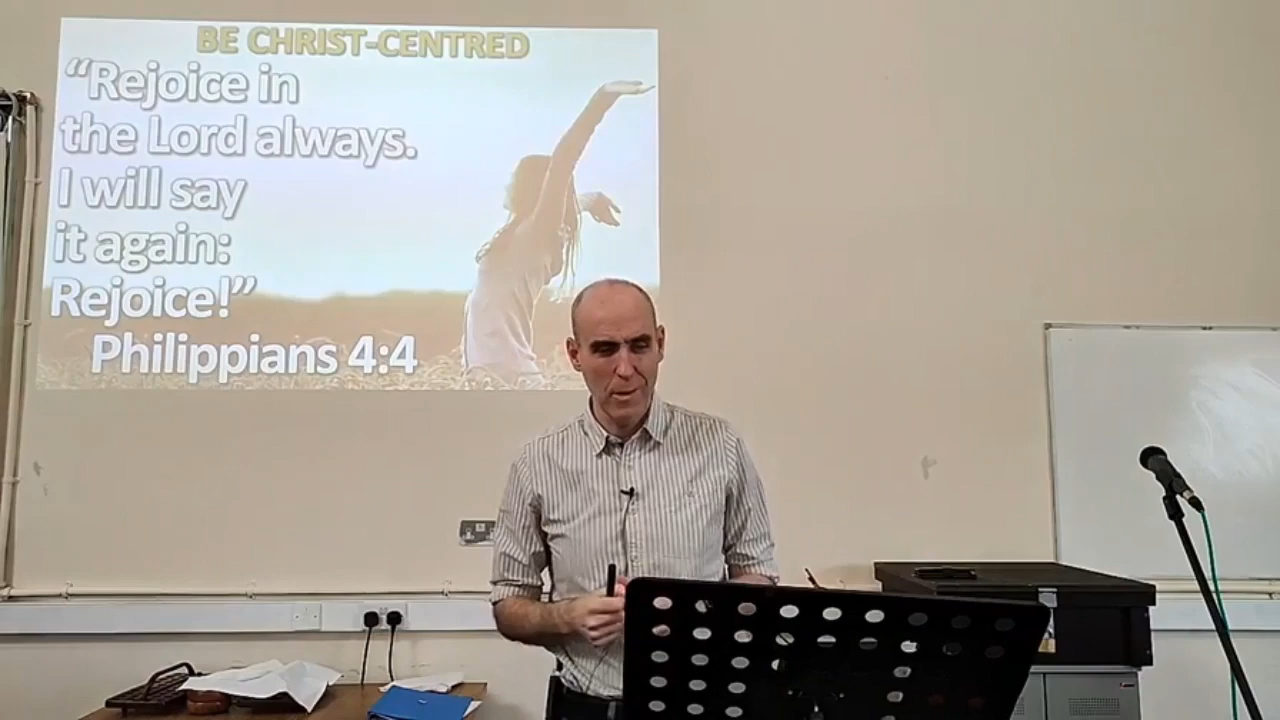 BE CHRIST-CENTRED
“Rejoice in
the Lord always.
I will say
it again:
Rejoice!”
Philippians 4:4